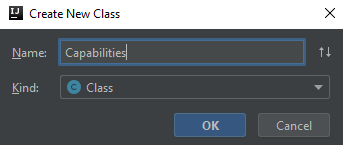 Create New Class
Name: Capabilities
Kind: Class
OK Cancel